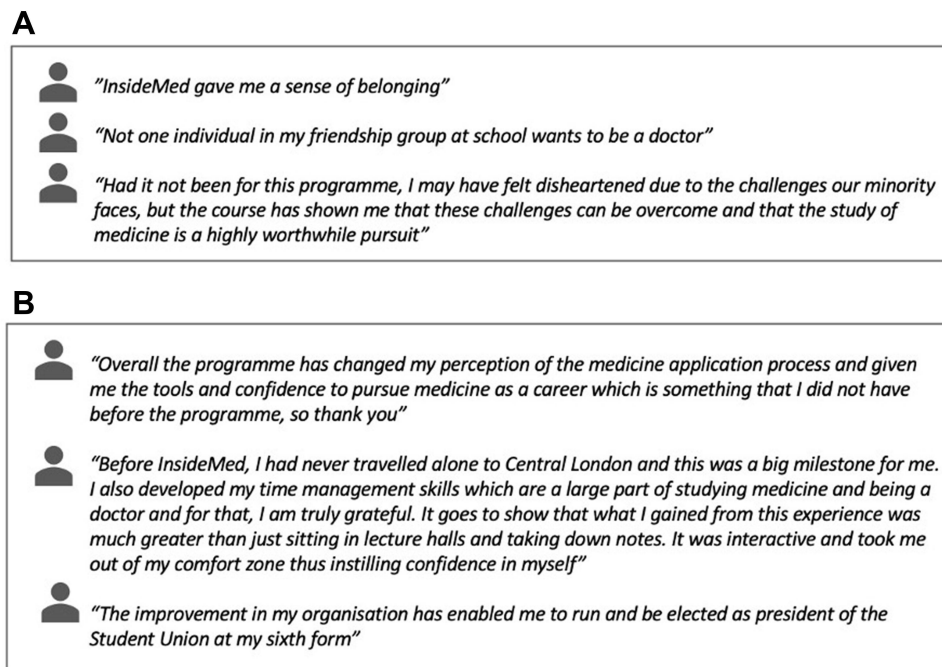 A
”InsideMed gave me a sense of belonging”
“Not one individual in my friendship group at school wants to be a doctor”
“Had it not been for this programme, I may have felt disheartened due to the challenges our minority
faces, but the course has shown me that these challenges can be overcome and that the study of
medicine is a highly worthwhile pursuit”
B
“Overall the programme has changed my perception of the medicine application process and given
me the tools and confidence to pursue medicine as a career which is something that I did not have
before the programme, so thank you”
“Before InsideMed, I had never travelled alone to Central London and this was a big milestone for me.
I also developed my time management skills which are a large part of studying medicine and being a
doctor and for that, I am truly grateful. It goes to show that what I gained from this experience was
much greater than just sitting in lecture halls and taking down notes. It was interactive and took me
out of my comfort zone thus instilling confidence in myself”
“The improvement in my organisation has enabled me to run and be elected as president of the
Student Union at my sixth form”